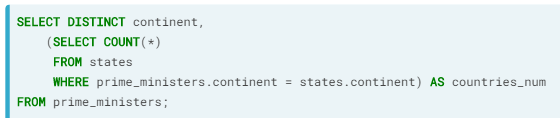 SELECT DISTINCT continent,
    (SELECT COUNT(*)
     FROM states
     WHERE prime_ministers.continent = states.continent) AS countries_num
FROM prime_ministers;